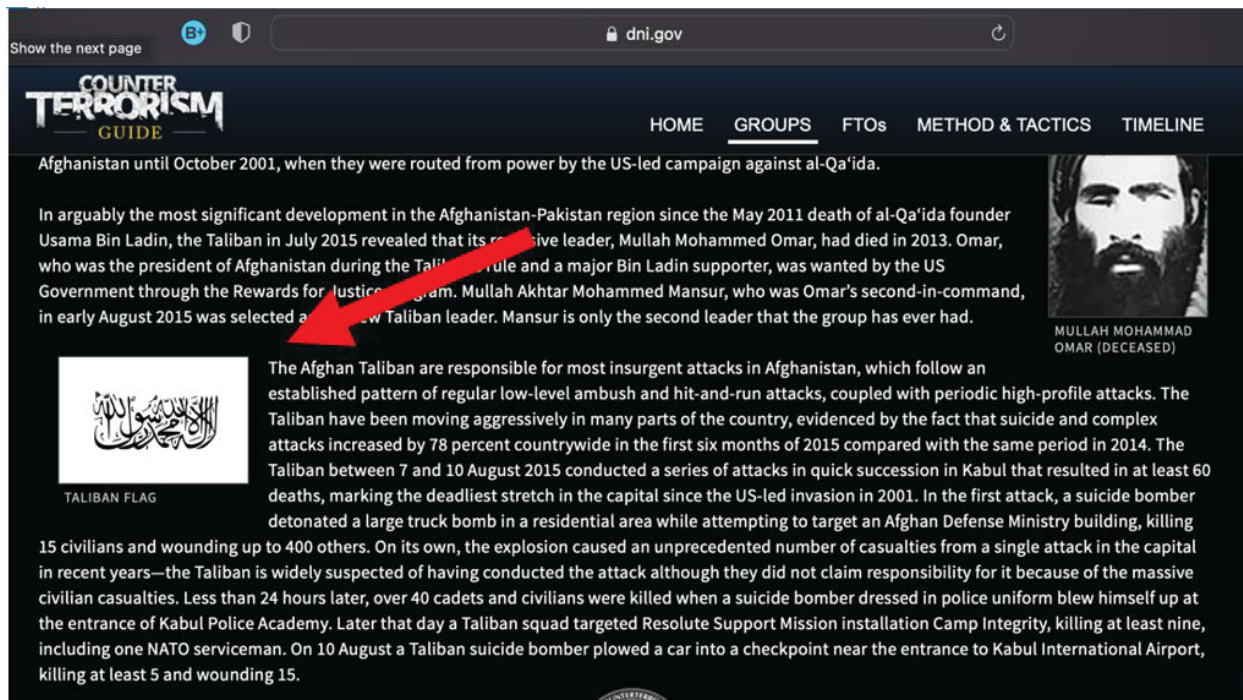 Show the next page
B+
dni.gov
COUNTER
TERRORISM
GUIDE
HOME GROUPS FTOs METHOD & TACTICS TIMELINE
Afghanistan until October 2001, when they were routed from power by the US-led campaign against al-Qa‘ida.
In arguably the most significant development in the Afghanistan-Pakistan region since the May 2011 death of al-Qa‘ida founder
Usama Bin Ladin, the Taliban in July 2015 revealed that its leader, Mullah Mohammed Omar, had died in 2013. Omar,
who was the president of Afghanistan during the rule and a major Bin Ladin supporter, was wanted by the US
Government through the Rewards for Justice Mullah Akhtar Mohammed Mansur, who was Omar’s second-in-command,
in early August 2015 was selected Taliban leader. Mansur is only the second leader that the group has ever had.
MULLAH MOHAMMAD
OMAR (DECEASED)
لا إله إلا الله محمد رسول الله
TALIBAN FLAG
The Afghan Taliban are responsible for most insurgent attacks in Afghanistan, which follow an
established pattern of regular low-level ambush and hit-and-run attacks, coupled with periodic high-profile attacks. The
Taliban have been moving aggressively in many parts of the country, evidenced by the fact that suicide and complex
attacks increased by 78 percent countrywide in the first six months of 2015 compared with the same period in 2014. The
Taliban between 7 and 10 August 2015 conducted a series of attacks in quick succession in Kabul that resulted in at least 60
deaths, marking the deadliest stretch in the capital since the US-led invasion in 2001. In the first attack, a suicide bomber
detonated a large truck bomb in a residential area while attempting to target an Afghan Defense Ministry building, killing
15 civilians and wounding up to 400 others. On its own, the explosion caused an unprecedented number of casualties from a single attack in the capital
in recent years—the Taliban is widely suspected of having conducted the attack although they did not claim responsibility for it because of the massive
civilian casualties. Less than 24 hours later, over 40 cadets and civilians were killed when a suicide bomber dressed in police uniform blew himself up at
the entrance of Kabul Police Academy. Later that day a Taliban squad targeted Resolute Support Mission installation Camp Integrity, killing at least nine,
including one NATO serviceman. On 10 August a Taliban suicide bomber plowed a car into a checkpoint near the entrance to Kabul International Airport,
killing at least 5 and wounding 15.